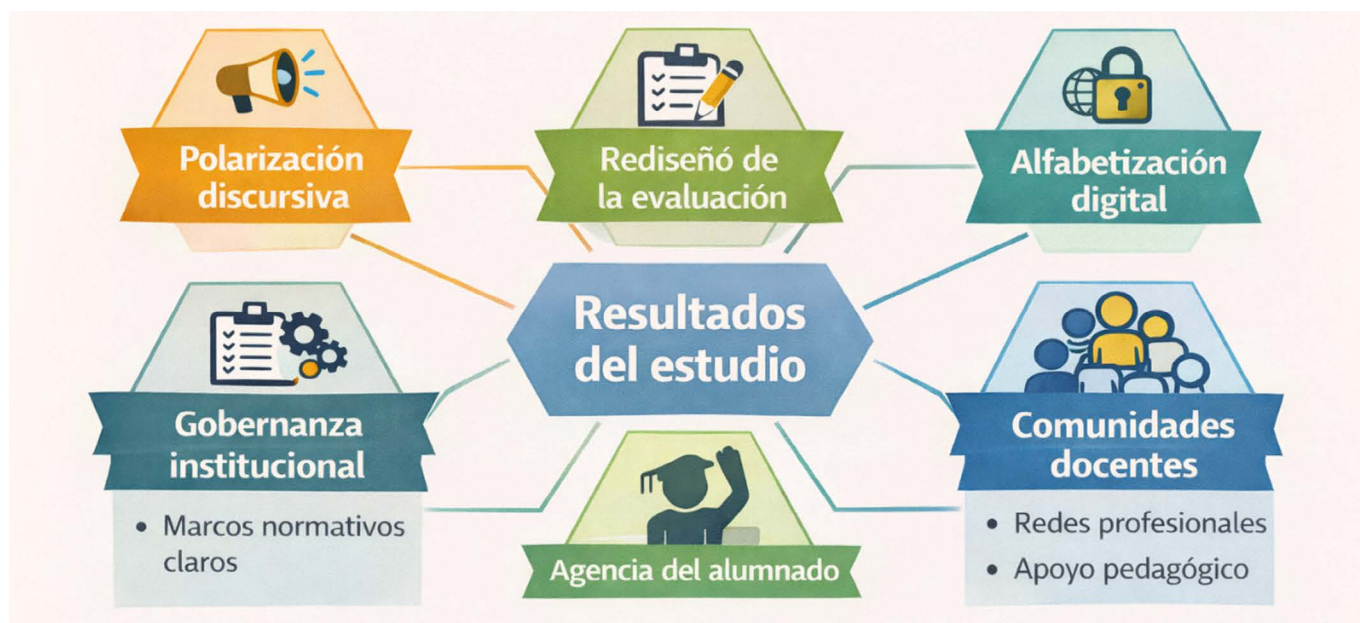 Polarización
discursiva
Rediseñó de
la evaluación
Alfabetización
digital
Resultados
del estudio
Gobernanza
institucional
• Marcos normativos
claros
Agencia del alumnado
Comunidades
docentes
• Redes profesionales
• Apoyo pedagógico